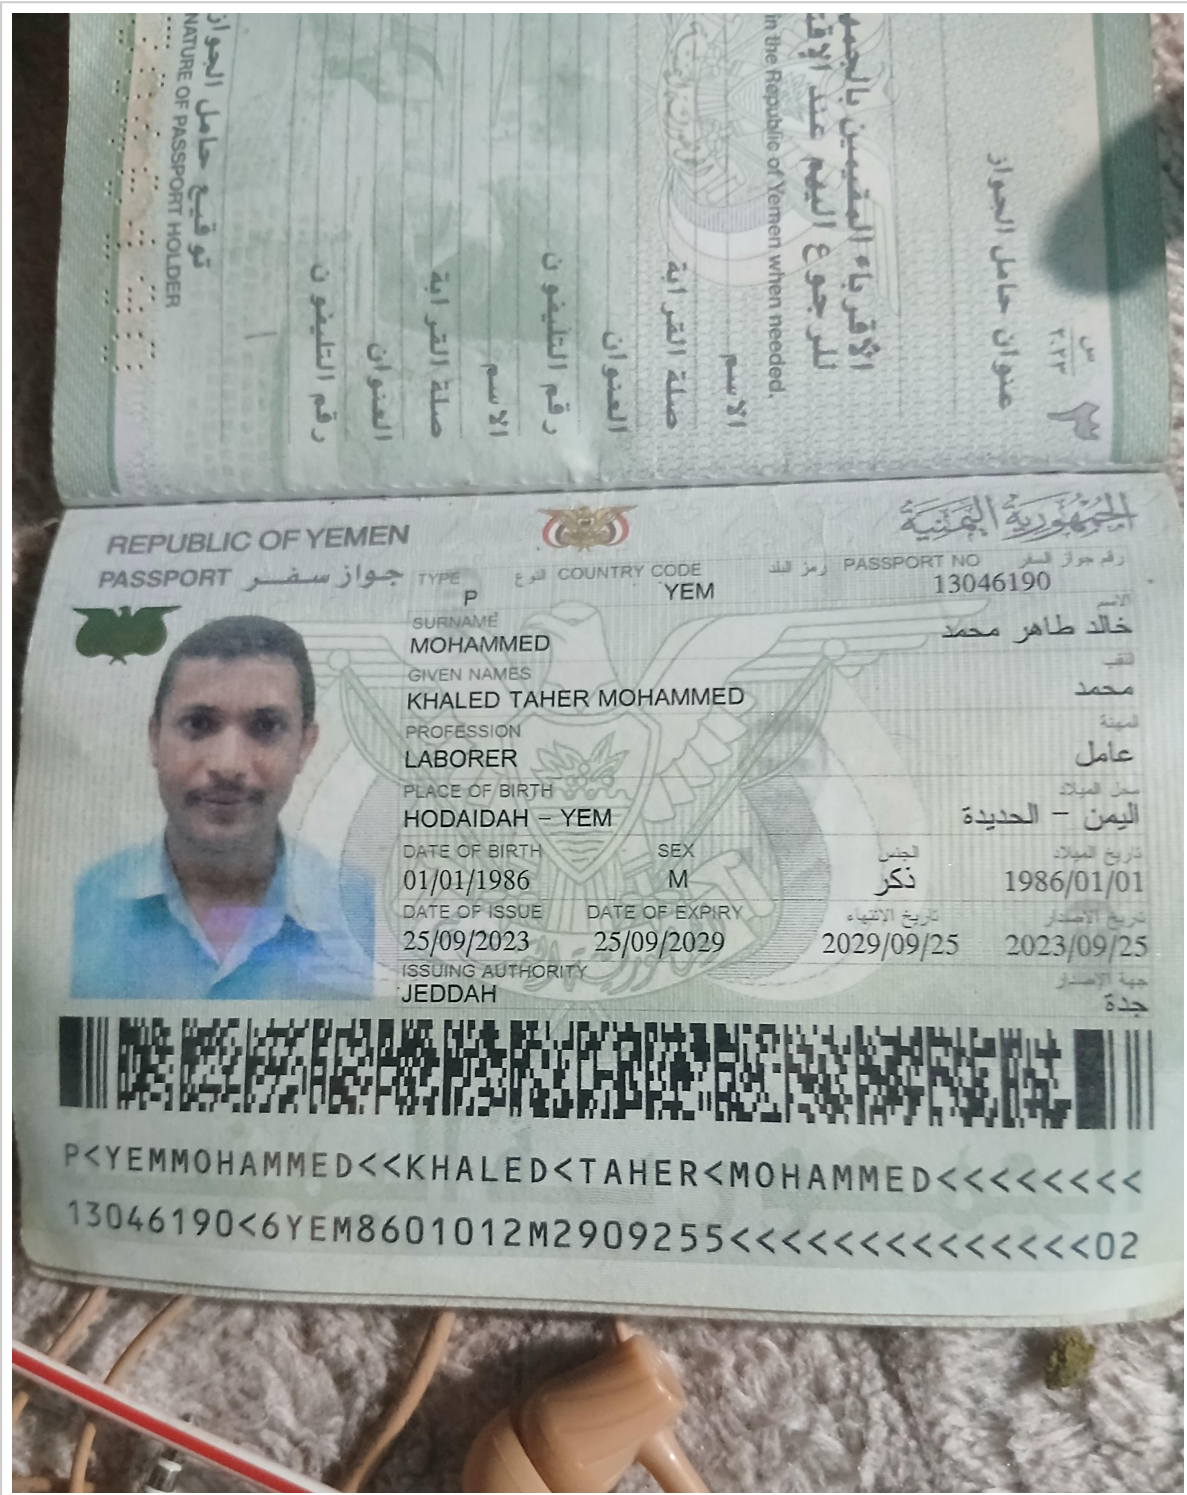 توقيع حامل الجواز
NATURE OF PASSPORT HOLDER
رقم التليفون
العنوان
صلة القرابة
الاسم
رقم التليفون
العنوان
صلة القرابة
الاسم
in the Republic of Yemen when needed.
للرجوع اليهم عند الإقت
الأقرباء المقيمين بالجمه
عنوان حامل الجواز
س
٢٠٢٣
٣
REPUBLIC OF YEMEN الجمهورية اليمنية
PASSPORT جواز سفر TYPE النوع COUNTRY CODE رمز البلد PASSPORT NO رقم جواز السفر
P YEM 13046190
SURNAME الاسم
MOHAMMED خالد طاهر محمد
GIVEN NAMES اللقب
KHALED TAHER MOHAMMED محمد
PROFESSION المهنة
LABORER عامل
PLACE OF BIRTH محل الميلاد
HODAIDAH – YEM اليمن – الحديدة
DATE OF BIRTH SEX الجنس تاريخ الميلاد
01/01/1986 M ذكر 1986/01/01
DATE OF ISSUE DATE OF EXPIRY تاريخ الانتهاء تاريخ الاصدار
25/09/2023 25/09/2029 2029/09/25 2023/09/25
ISSUING AUTHORITY جهة الإصدار
JEDDAH جدة
P<YEMMOHAMMED<<KHALED<TAHER<MOHAMMED<<<<<<<<
13046190<6YEM8601012M2909255<<<<<<<<<<<<<<02